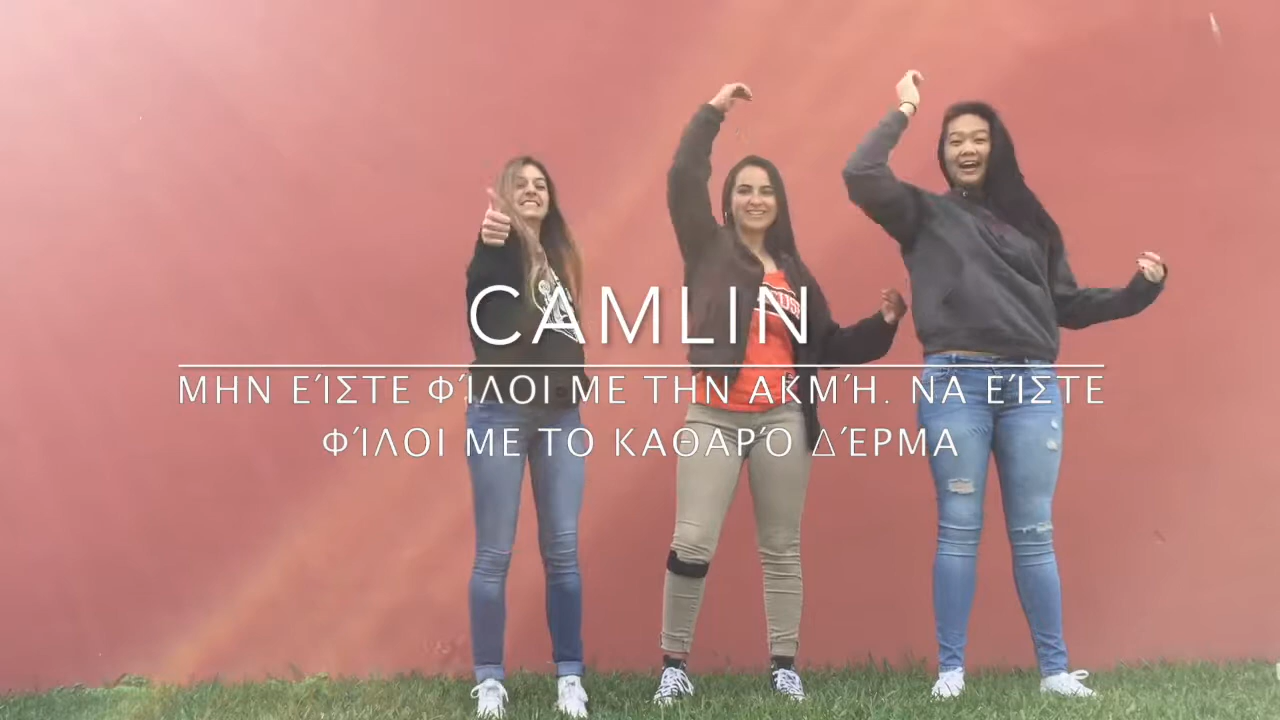 CAMLIN
ΜΗΝ ΕΊΣΤΕ ΦΊΛΟΙ ΜΕ ΤΗΝ ΑΚΜΉ. ΝΑ ΕΊΣΤΕ
ΦΊΛΟΙ ΜΕ ΤΟ ΚΑΘΑΡΌ ΔΈΡΜΑ